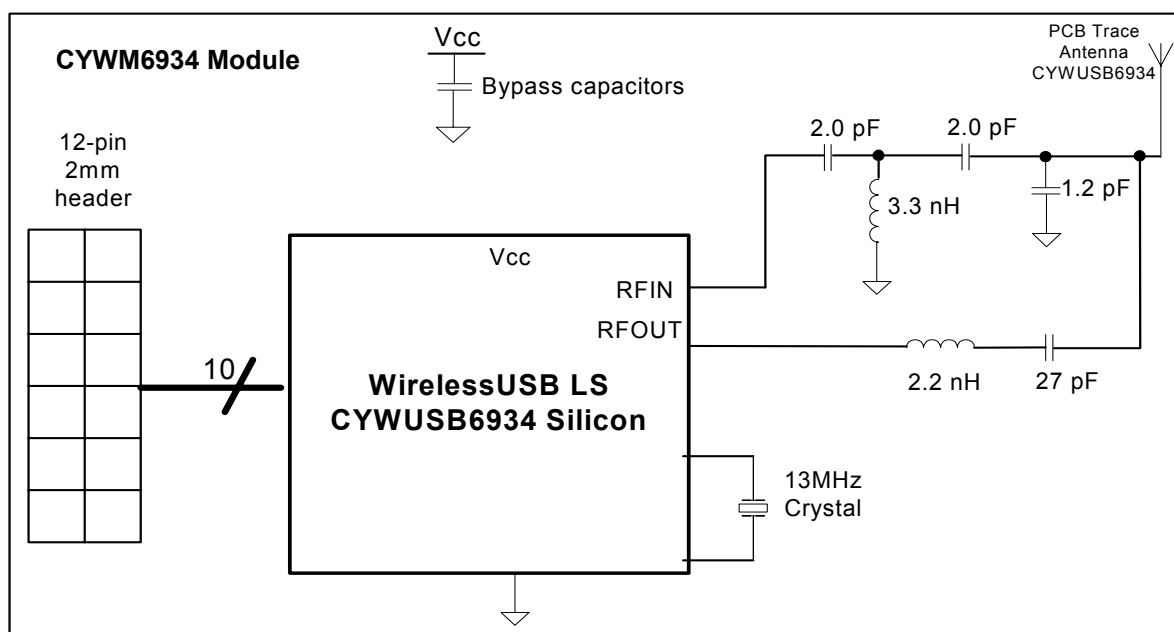 CYWM6934 Module
Vcc
Bypass capacitors
PCB Trace
Antenna
CYWUSB6934
12-pin
2mm
header
2.0 pF
2.0 pF
1.2 pF
3.3 nH
Vcc
RFIN
RFOUT
10
WirelessUSB LS
CYWUSB6934 Silicon
2.2 nH
27 pF
13MHz
Crystal